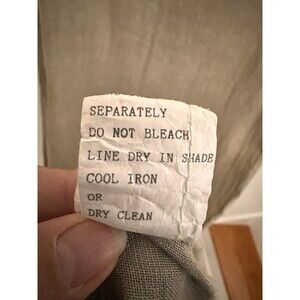 SEPARATELY
DO NOT BLEACH
LINE DRY IN SHADE
COOL IRON
OR
DRY CLEAN